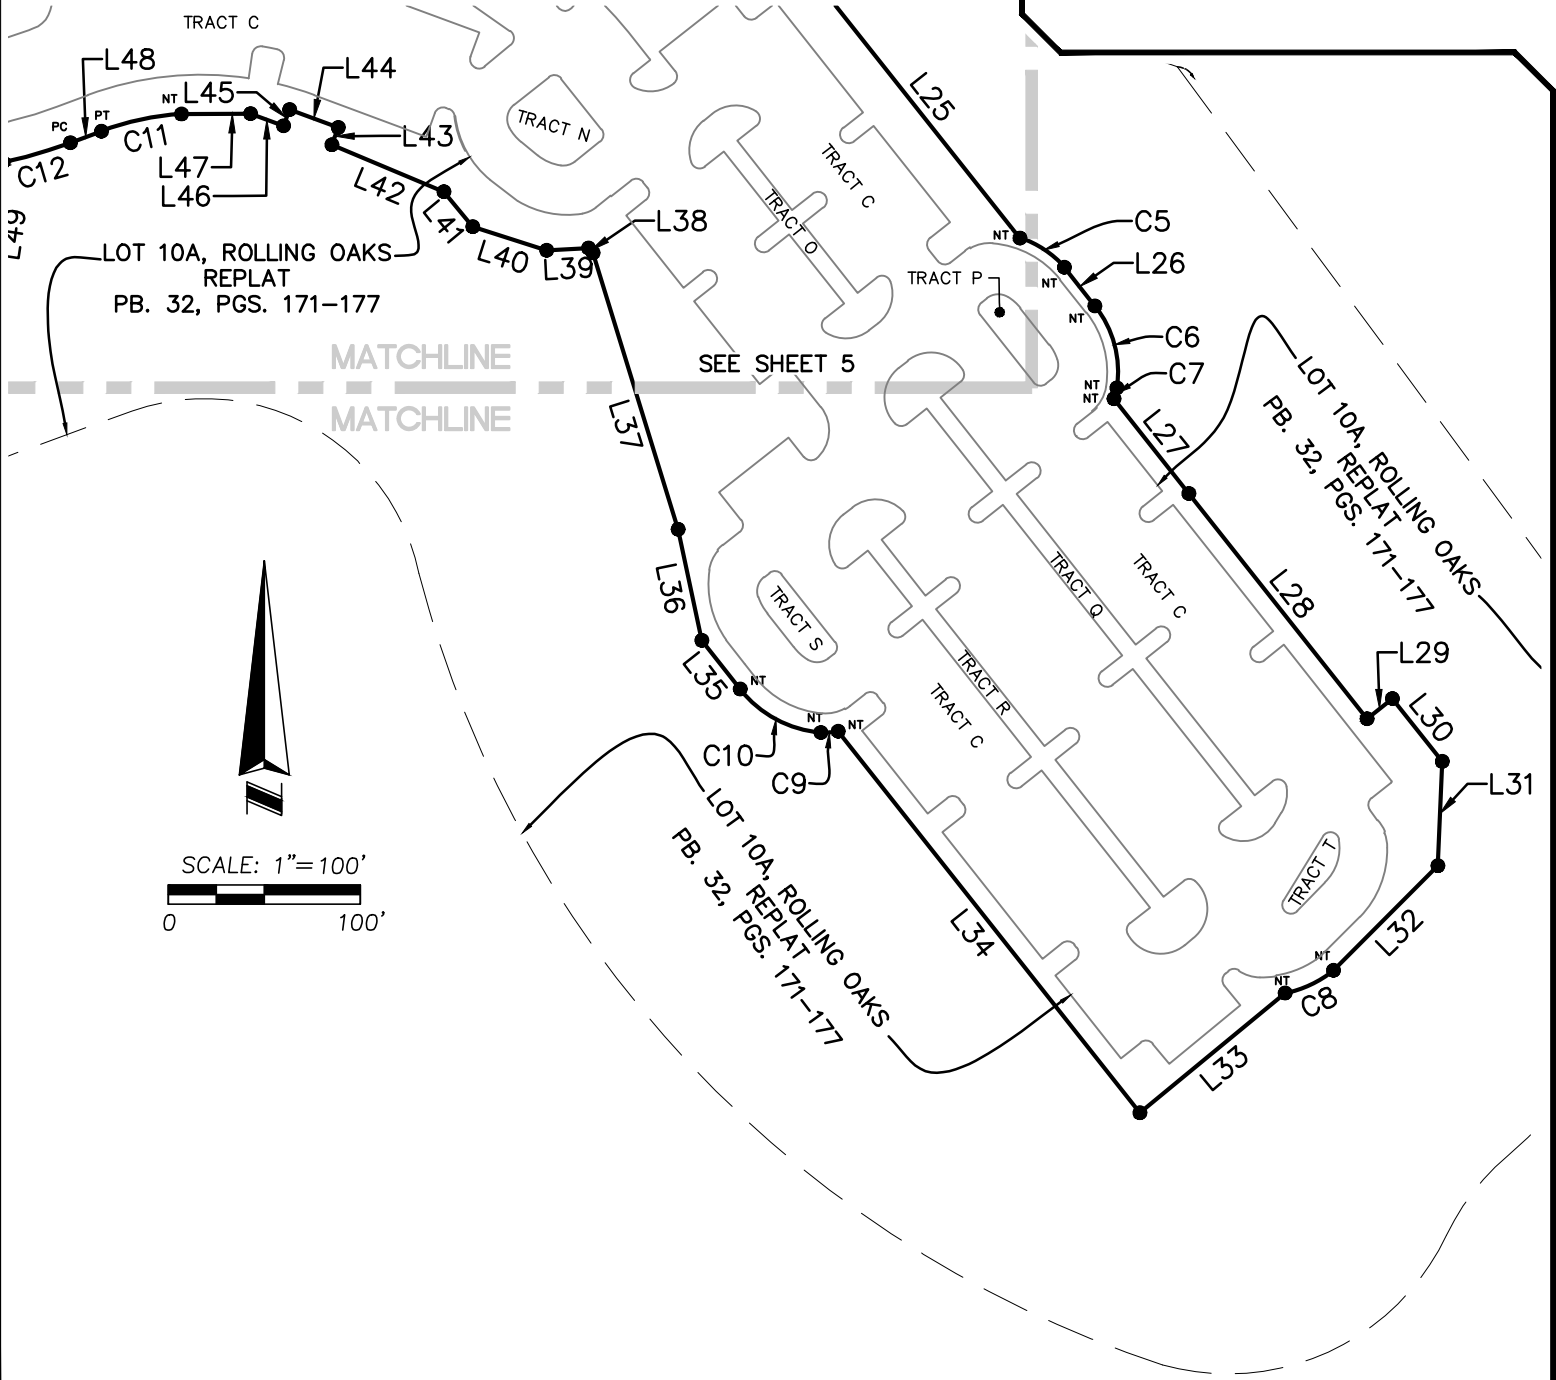 TRACT C
L48
L44
L45
NT
PT
PC
C11
L43
C12
L47
L46
L42
L49
L41
L40
L39
L38
LOT 10A, ROLLING OAKS
REPLAT
PB. 32, PGS. 171-177
TRACT N
TRACT O
TRACT C
L25
NT
C5
L26
NT
NT
TRACT P
C6
C7
NT
NT
MATCHLINE
SEE SHEET 5
MATCHLINE
L37
L27
LOT 10A, ROLLING OAKS
REPLAT
PB. 32, PGS. 171-177
L36
TRACT S
TRACT Q
TRACT C
L28
L35
NT
TRACT R
TRACT C
L29
L30
NT
NT
C10
C9
L31
LOT 10A, ROLLING OAKS
REPLAT
PB. 32, PGS. 171-177
SCALE: 1"=100'
0
100'
TRACT T
L34
L32
NT
NT
C8
L33